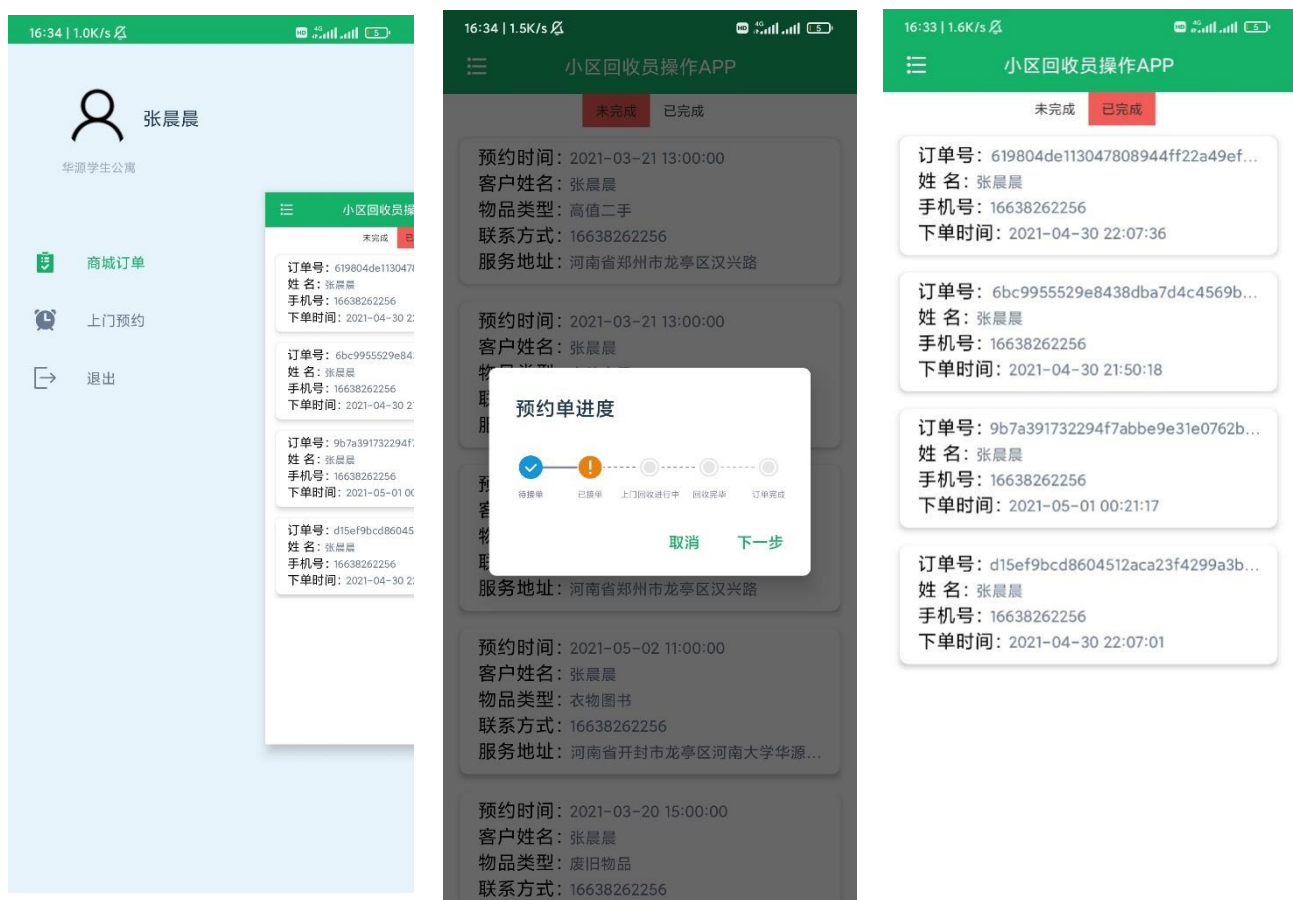 16:34 | 1.0K/s
HD 4G 5
张晨晨
华源学生公寓
商城订单
上门预约
退出
小区回收员操
未完成
订单号：619804de113047
姓 名：张晨晨
手机号：16638262256
下单时间：2021-04-30 2
订单号：6bc9955529e84
姓 名：张晨晨
手机号：16638262256
下单时间：2021-04-30 2
订单号：9b7a391732294f
姓 名：张晨晨
手机号：16638262256
下单时间：2021-05-01 00
订单号：d15ef9bcd86045
姓 名：张晨晨
手机号：16638262256
下单时间：2021-04-30 2
16:34 | 1.5K/s
HD 4G 5
小区回收员操作APP
未完成 已完成
预约时间：2021-03-21 13:00:00
客户姓名：张晨晨
物品类型：高值二手
联系方式：16638262256
服务地址：河南省郑州市龙亭区汉兴路
预约时间：2021-03-21 13:00:00
客户姓名：张晨晨
预约单进度
待接单 已接单 上门回收进行中 回收完毕 订单完成
取消 下一步
服务地址：河南省郑州市龙亭区汉兴路
预约时间：2021-05-02 11:00:00
客户姓名：张晨晨
物品类型：衣物图书
联系方式：16638262256
服务地址：河南省开封市龙亭区河南大学华源...
预约时间：2021-03-20 15:00:00
客户姓名：张晨晨
物品类型：废旧物品
联系方式：16638262256
16:33 | 1.6K/s
HD 4G 5
小区回收员操作APP
未完成 已完成
订单号：619804de113047808944ff22a49ef...
姓 名：张晨晨
手机号：16638262256
下单时间：2021-04-30 22:07:36
订单号：6bc9955529e8438dba7d4c4569b...
姓 名：张晨晨
手机号：16638262256
下单时间：2021-04-30 21:50:18
订单号：9b7a391732294f7abbe9e31e0762b...
姓 名：张晨晨
手机号：16638262256
下单时间：2021-05-01 00:21:17
订单号：d15ef9bcd8604512aca23f4299a3b...
姓 名：张晨晨
手机号：16638262256
下单时间：2021-04-30 22:07:01